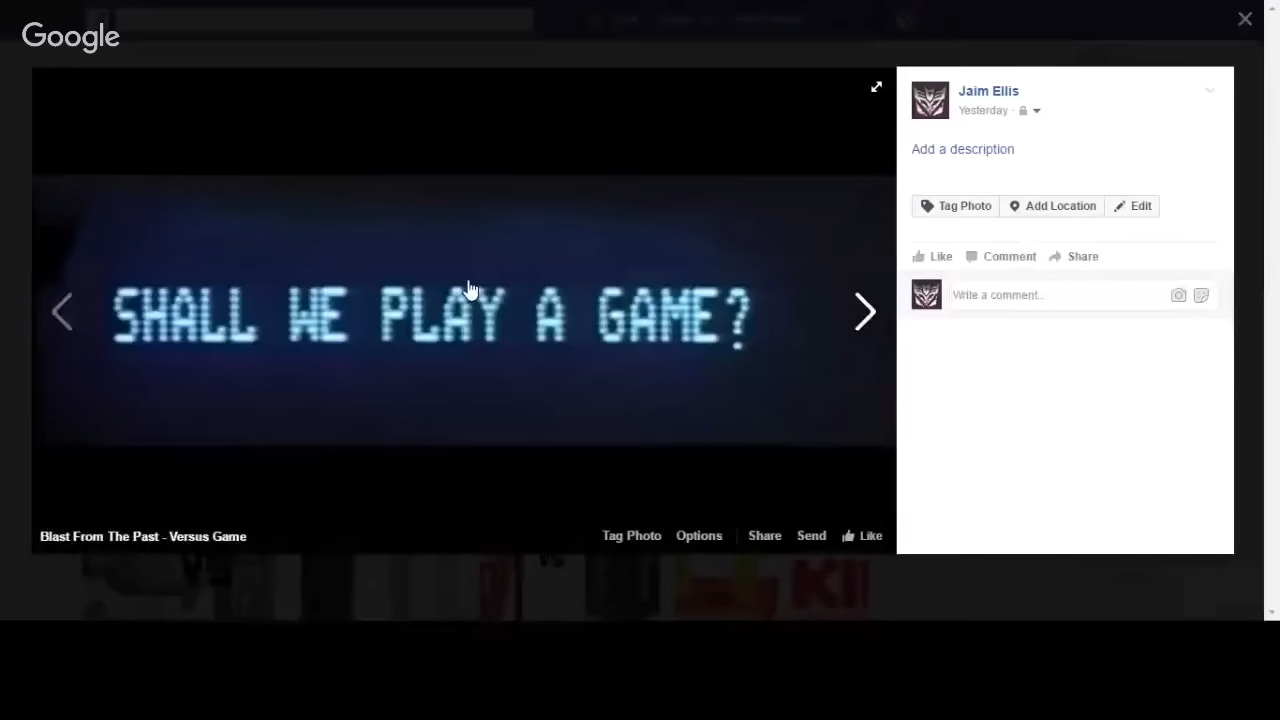 Google
Jaim Ellis
Yesterday ·
Add a description
Tag Photo Add Location Edit
Like Comment Share
Write a comment..
SHALL WE PLAY A GAME?
Blast From The Past - Versus Game
Tag Photo Options Share Send Like
VS